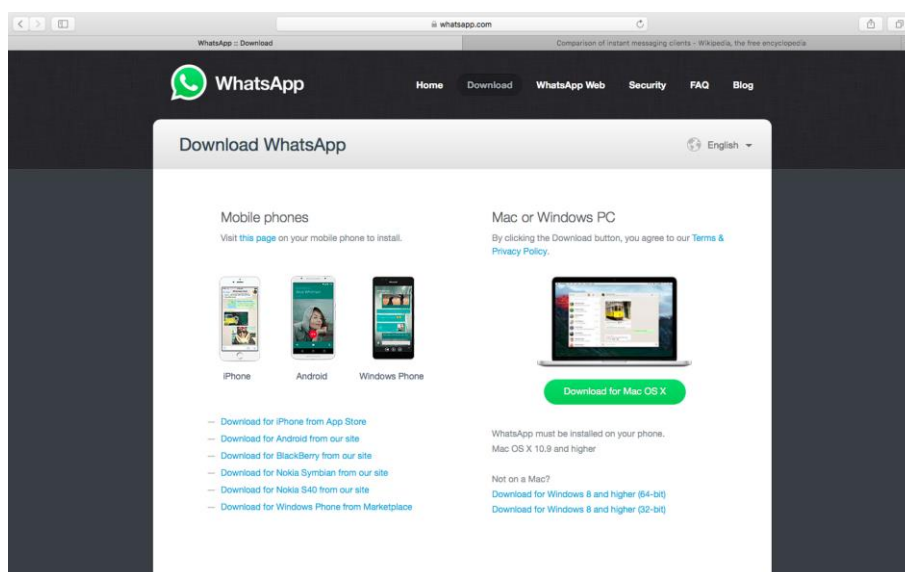 whatsapp.com
WhatsApp :: Download
Comparison of instant messaging clients - Wikipedia, the free encyclopedia
WhatsApp
Home Download WhatsApp Web Security FAQ Blog
Download WhatsApp
English
Mobile phones
Visit this page on your mobile phone to install.
iPhone Android Windows Phone
— Download for iPhone from App Store
— Download for Android from our site
— Download for BlackBerry from our site
— Download for Nokia Symbian from our site
— Download for Nokia S40 from our site
— Download for Windows Phone from Marketplace
Mac or Windows PC
By clicking the Download button, you agree to our Terms &
Privacy Policy.
Download for Mac OS X
WhatsApp must be installed on your phone.
Mac OS X 10.9 and higher
Not on a Mac?
Download for Windows 8 and higher (64-bit)
Download for Windows 8 and higher (32-bit)